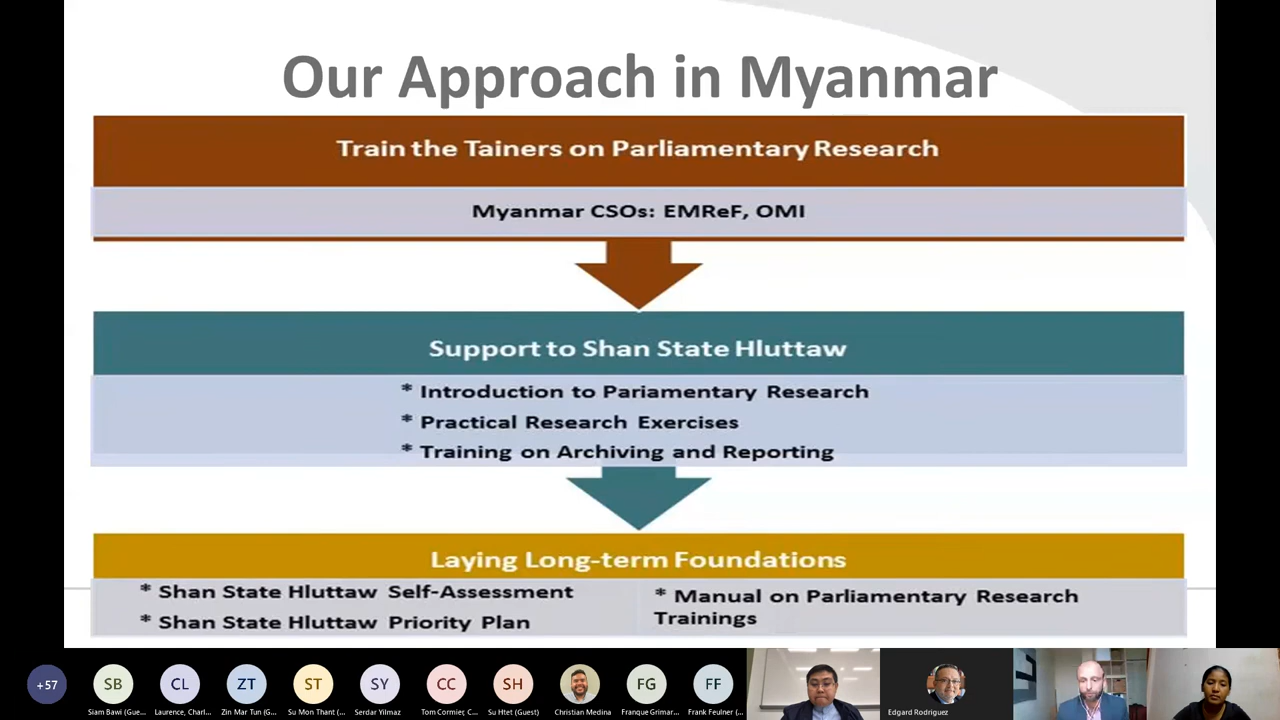 Our Approach in Myanmar
Train the Tainers on Parliamentary Research
Myanmar CSOs: EMReF, OMI
Support to Shan State Hluttaw
* Introduction to Pariamentary Research
* Practical Research Exercises
* Training on Archiving and Reporting
Laying Long-term Foundations
* Shan State Hluttaw Self-Assessment
* Shan State Hluttaw Priority Plan
* Manual on Parliamentary Research
Trainings
+57
SB
CL
ZT
ST
SY
CC
SH
FG
FF
Siam Bawi (Gue...
Laurence, Charl...
Zin Mar Tun (G...
Su Mon Thant (...
Serdar Yilmaz
Tom Cormier, C...
Su Htet (Guest)
Christian Medina
Franque Grimar...
Frank Feulner (...
Edgard Rodriguez